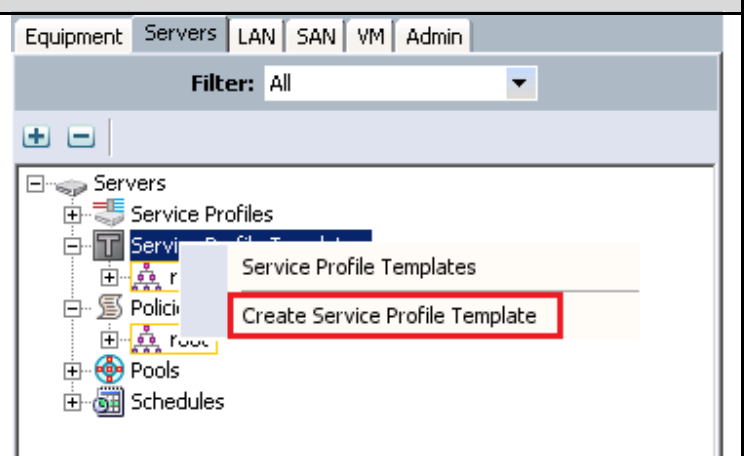 Equipment Servers LAN SAN VM Admin
Filter: All
Servers
Service Profiles
Service Profile Templates
Create Service Profile Template
Pools
Schedules